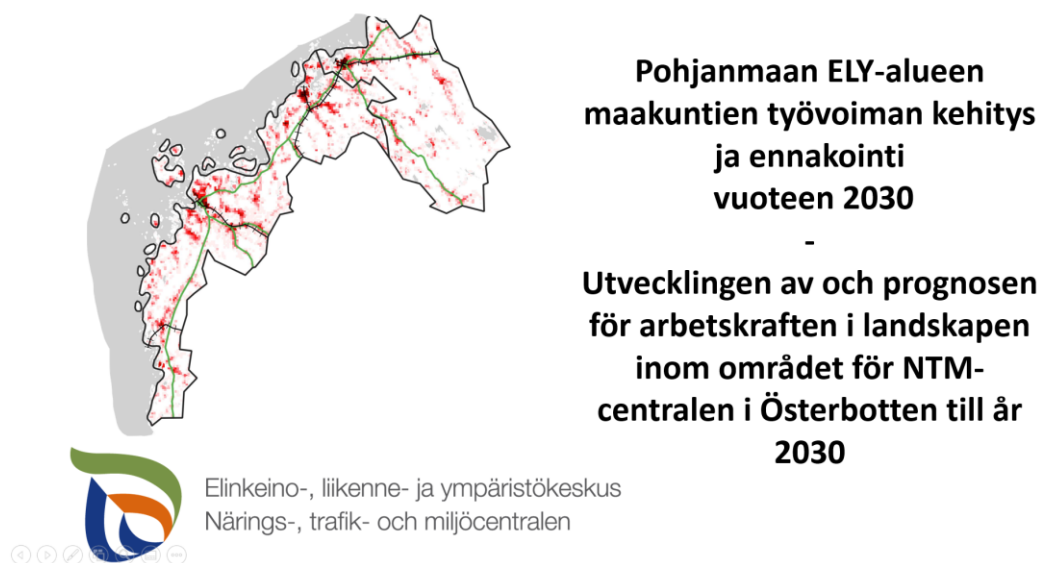 Pohjanmaan ELY-alueen
maakuntien työvoiman kehitys
ja ennakointi
vuoteen 2030
-
Utvecklingen av och prognosen
för arbetskraften i landskapen
inom området för NTM-
centralen i Österbotten till år
2030
Elinkeino-, liikenne- ja ympäristökeskus
Närings-, trafik- och miljöcentralen